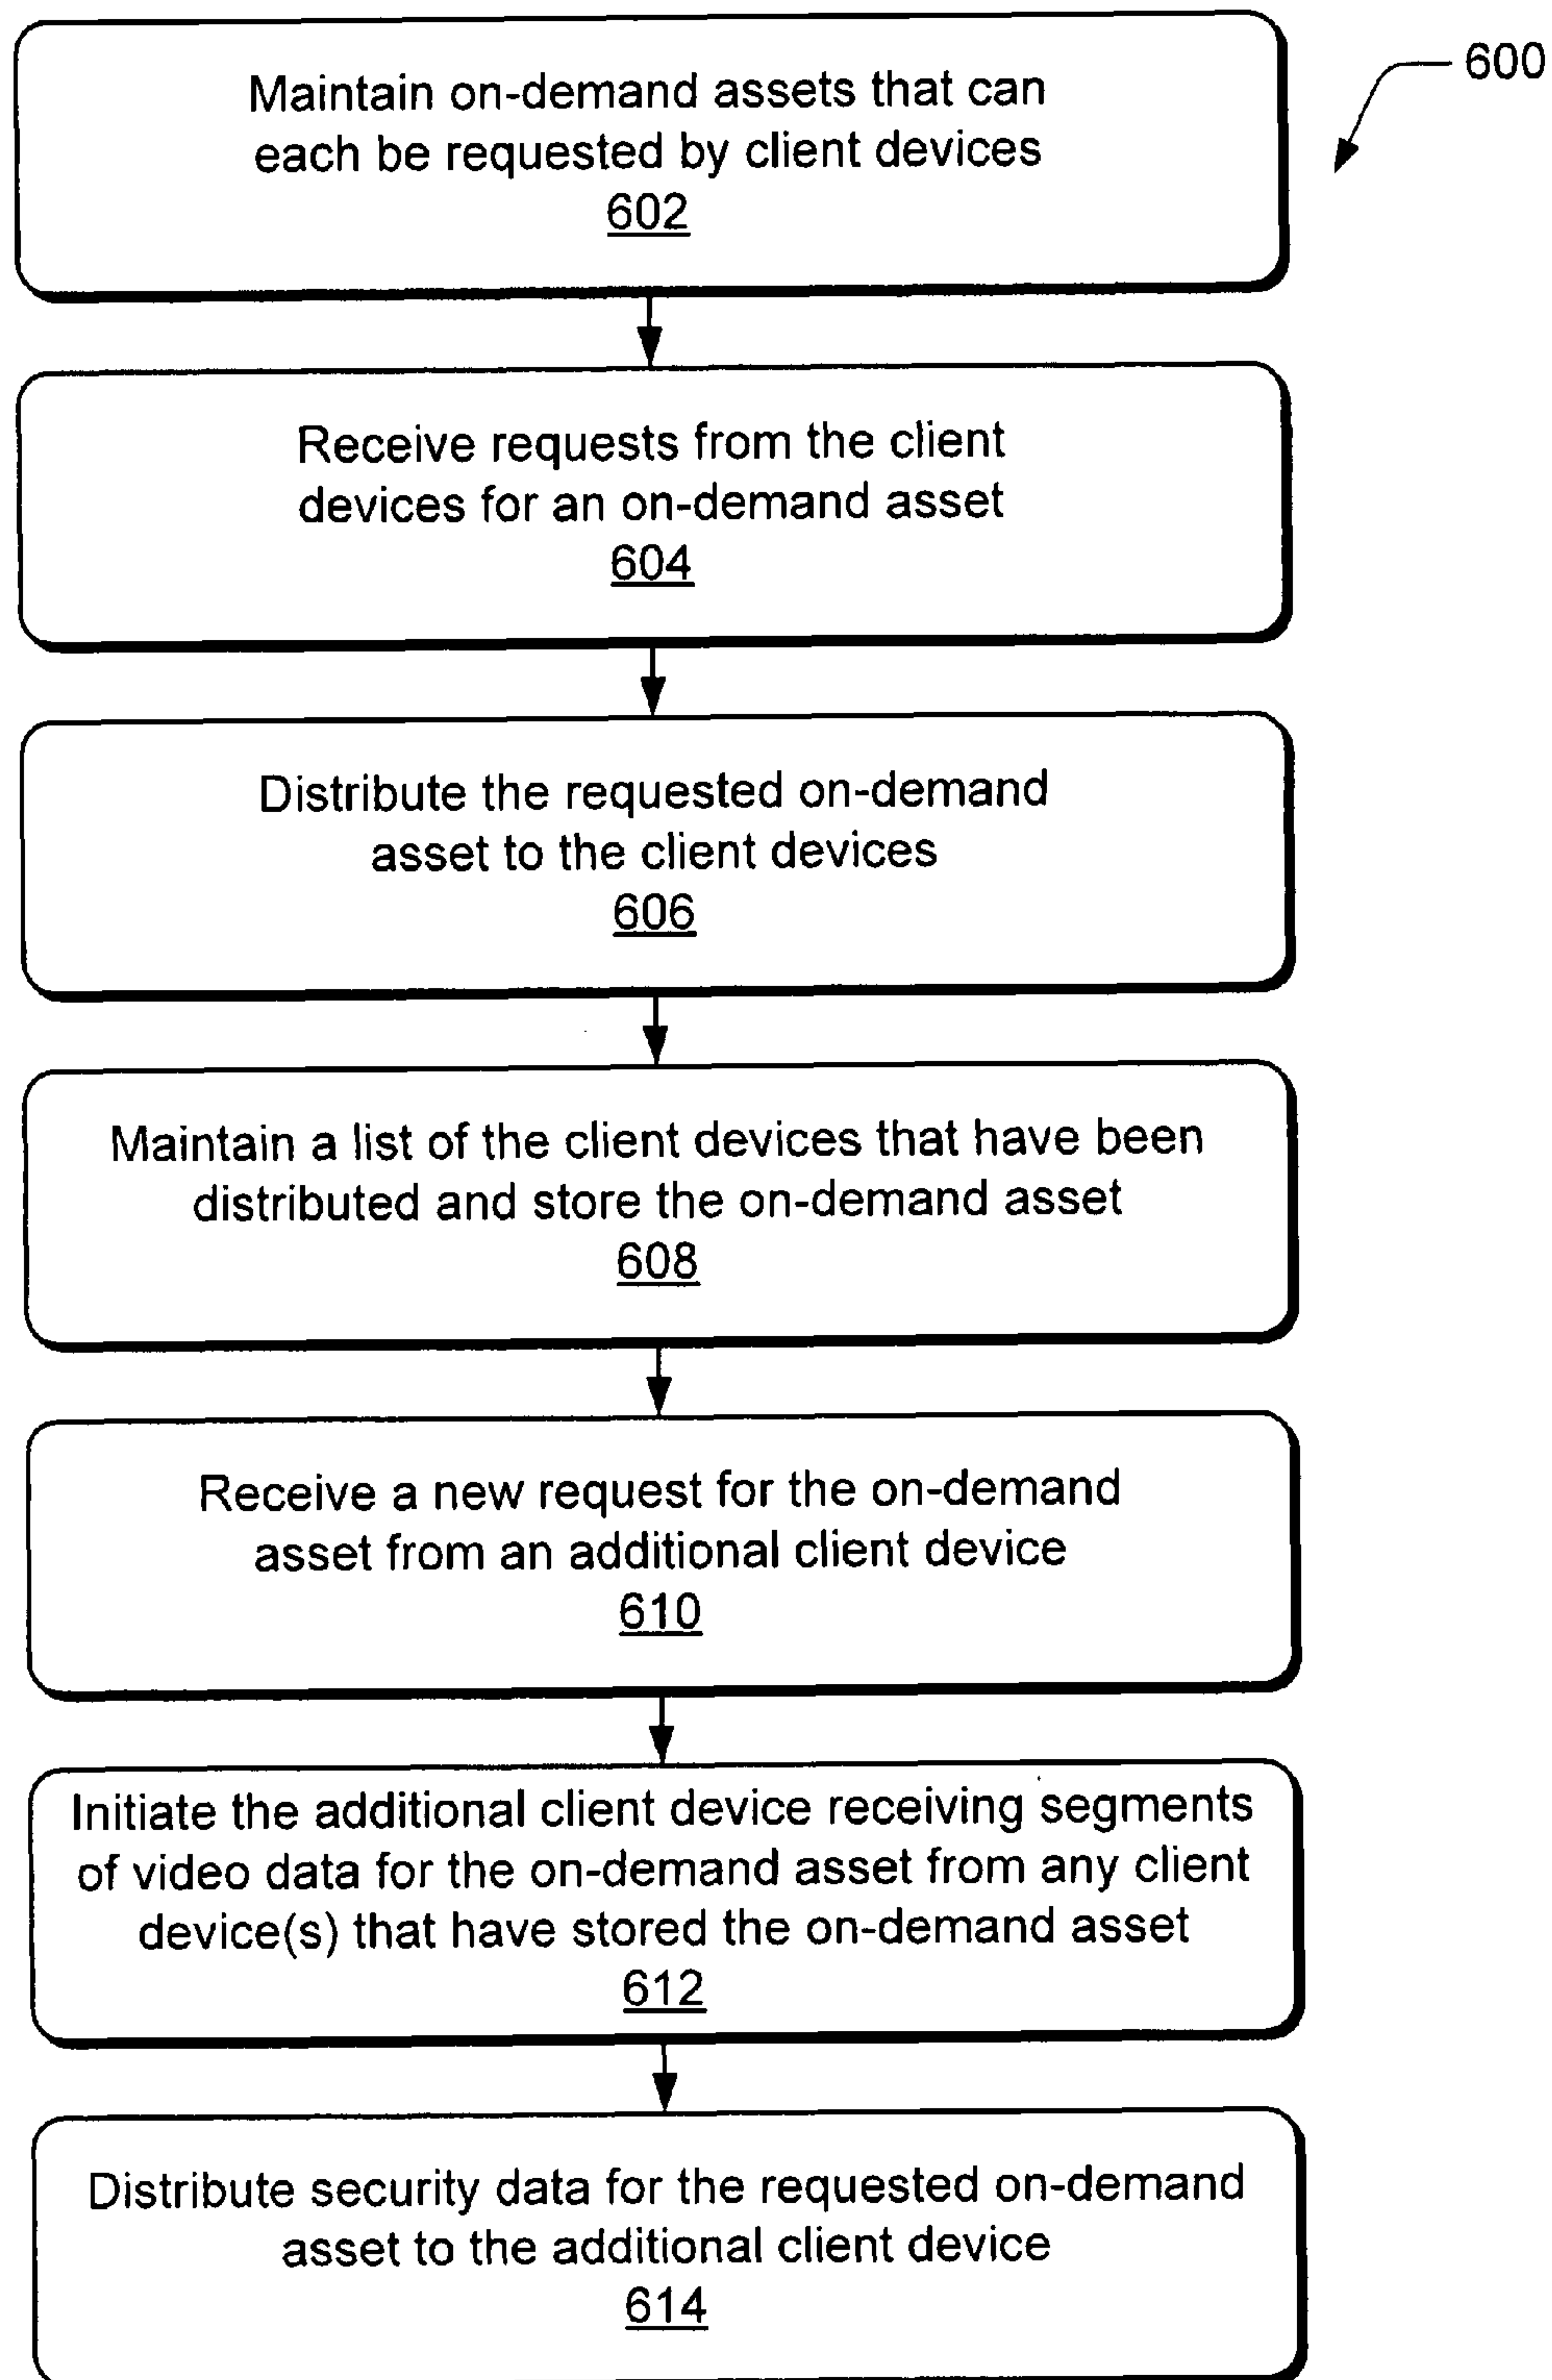 600
Maintain on-demand assets that can
each be requested by client devices
602
Receive requests from the client
devices for an on-demand asset
604
Distribute the requested on-demand
asset to the client devices
606
Maintain a list of the client devices that have been
distributed and store the on-demand asset
608
Receive a new request for the on-demand
asset from an additional client device
610
Initiate the additional client device receiving segments
of video data for the on-demand asset from any client
device(s) that have stored the on-demand asset
612
Distribute security data for the requested on-demand
asset to the additional client device
614